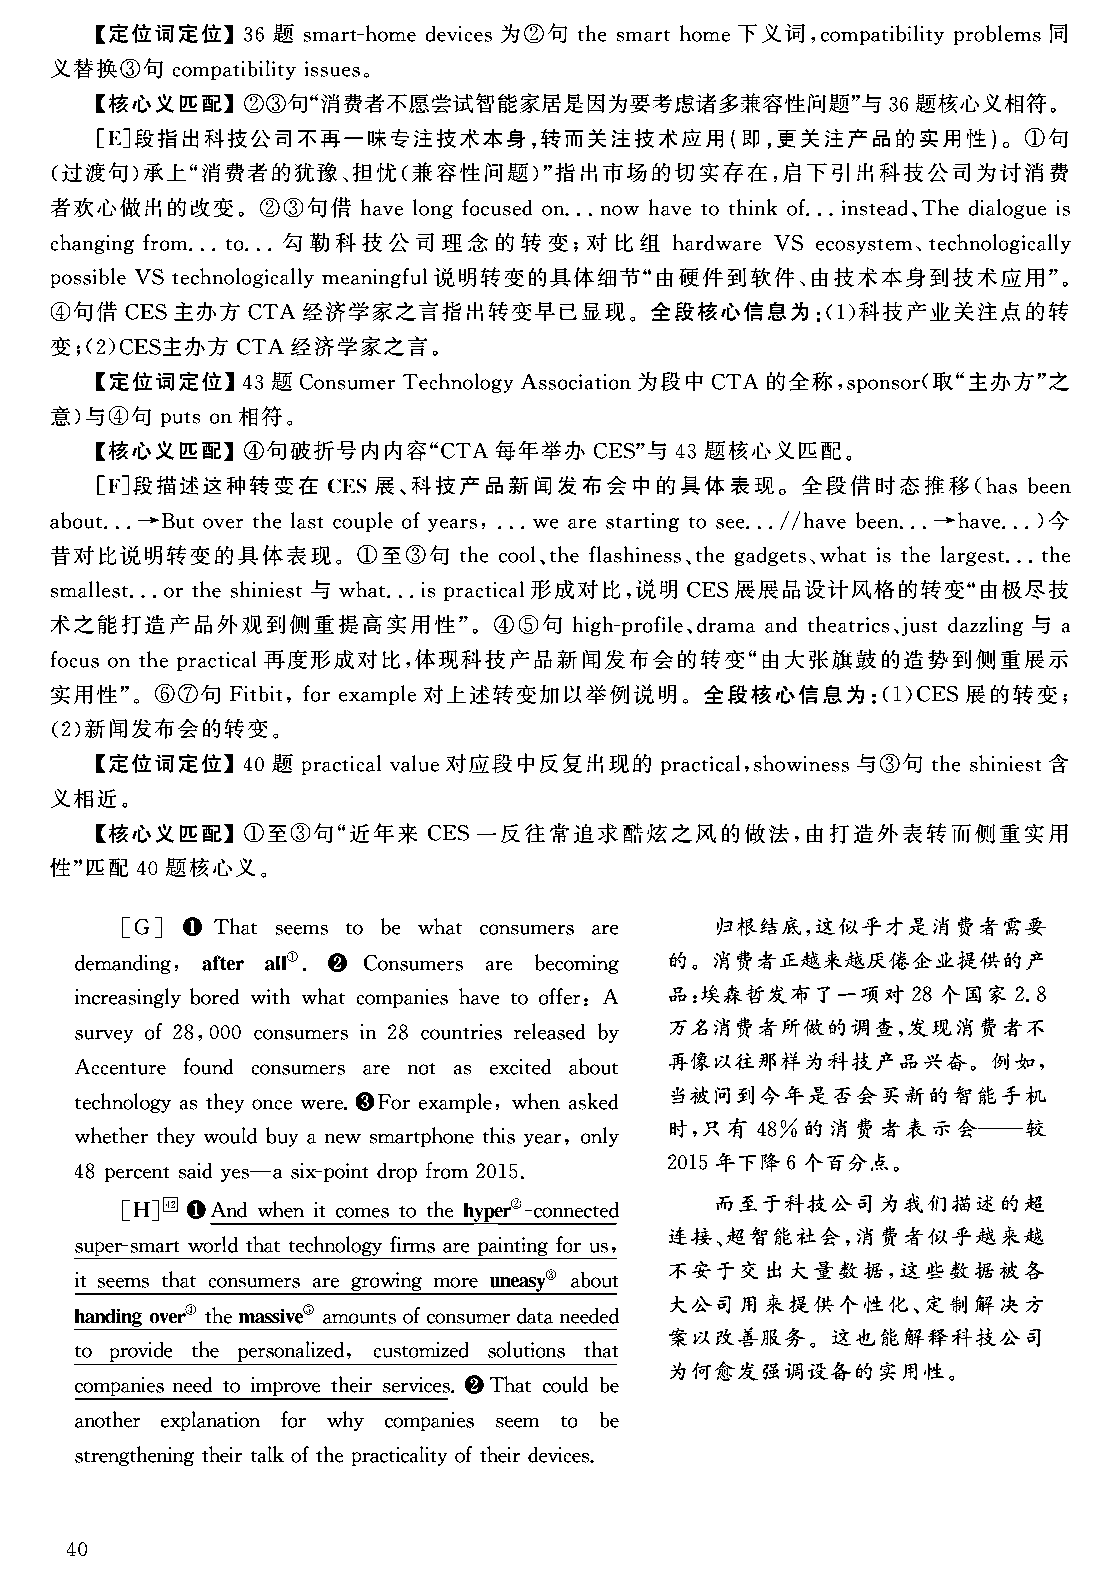 【定位词定位】36 题 smart-home devices 为②句 the smart home 下义词,compatibility problems 同
义替换③句 compatibility issues。
【核心义匹配】②③句“消费者不愿尝试智能家居是因为要考虑诸多兼容性问题”与 36 题核心义相符。
[E]段指出科技公司不再一味专注技术本身,转而关注技术应用(即,更关注产品的实用性)。①句
(过渡句)承上“消费者的犹豫、担忧(兼容性问题)”指出市场的切实存在,启下引出科技公司为讨消费
者欢心做出的改变。②③句借 have long focused on... now have to think of... instead、The dialogue is
changing from... to... 勾勒科技公司理念的转变;对比组 hardware VS ecosystem、technologically
possible VS technologically meaningful 说明转变的具体细节“由硬件到软件、由技术本身到技术应用”。
④句借 CES 主办方 CTA 经济学家之言指出转变早已显现。全段核心信息为:(1)科技产业关注点的转
变;(2)CES主办方 CTA 经济学家之言。
【定位词定位】43 题 Consumer Technology Association 为段中 CTA 的全称,sponsor(取“主办方”之
意)与④句 puts on 相符。
【核心义匹配】④句破折号内内容“CTA 每年举办 CES”与 43 题核心义匹配。
[F]段描述这种转变在 CES 展、科技产品新闻发布会中的具体表现。全段借时态推移(has been
about... →But over the last couple of years, ... we are starting to see... //have been... →have... )今
昔对比说明转变的具体表现。①至③句 the cool、the flashiness、the gadgets、what is the largest... the
smallest... or the shiniest 与 what... is practical 形成对比,说明 CES 展展品设计风格的转变“由极尽技
术之能打造产品外观到侧重提高实用性”。④⑤句 high-profile、drama and theatrics、just dazzling 与 a
focus on the practical 再度形成对比,体现科技产品新闻发布会的转变“由大张旗鼓的造势到侧重展示
实用性”。⑥⑦句 Fitbit, for example 对上述转变加以举例说明。全段核心信息为:(1)CES 展的转变;
(2)新闻发布会的转变。
【定位词定位】40 题 practical value 对应段中反复出现的 practical,showiness 与③句 the shiniest 含
义相近。
【核心义匹配】①至③句“近年来 CES 一反往常追求酷炫之风的做法,由打造外表转而侧重实用
性”匹配 40 题核心义。
[G] ❶ That seems to be what consumers are
demanding, after all①. ❷ Consumers are becoming
increasingly bored with what companies have to offer: A
survey of 28,000 consumers in 28 countries released by
Accenture found consumers are not as excited about
technology as they once were. ❸For example, when asked
whether they would buy a new smartphone this year, only
48 percent said yes—a six-point drop from 2015.
[H]42 ❶And when it comes to the hyper②-connected
super-smart world that technology firms are painting for us,
it seems that consumers are growing more uneasy③ about
handing over④ the massive⑤ amounts of consumer data needed
to provide the personalized, customized solutions that
companies need to improve their services. ❷That could be
another explanation for why companies seem to be
strengthening their talk of the practicality of their devices.
归根结底,这似乎才是消费者需要
的。消费者正越来越厌倦企业提供的产
品:埃森哲发布了一项对 28 个国家 2.8
万名消费者所做的调查,发现消费者不
再像以往那样为科技产品兴奋。例如,
当被问到今年是否会买新的智能手机
时,只有 48%的消费者表示会——较
2015 年下降 6 个百分点。
而至于科技公司为我们描述的超
连接、超智能社会,消费者似乎越来越
不安于交出大量数据,这些数据被各
大公司用来提供个性化、定制解决方
案以改善服务。这也能解释科技公司
为何愈发强调设备的实用性。
40